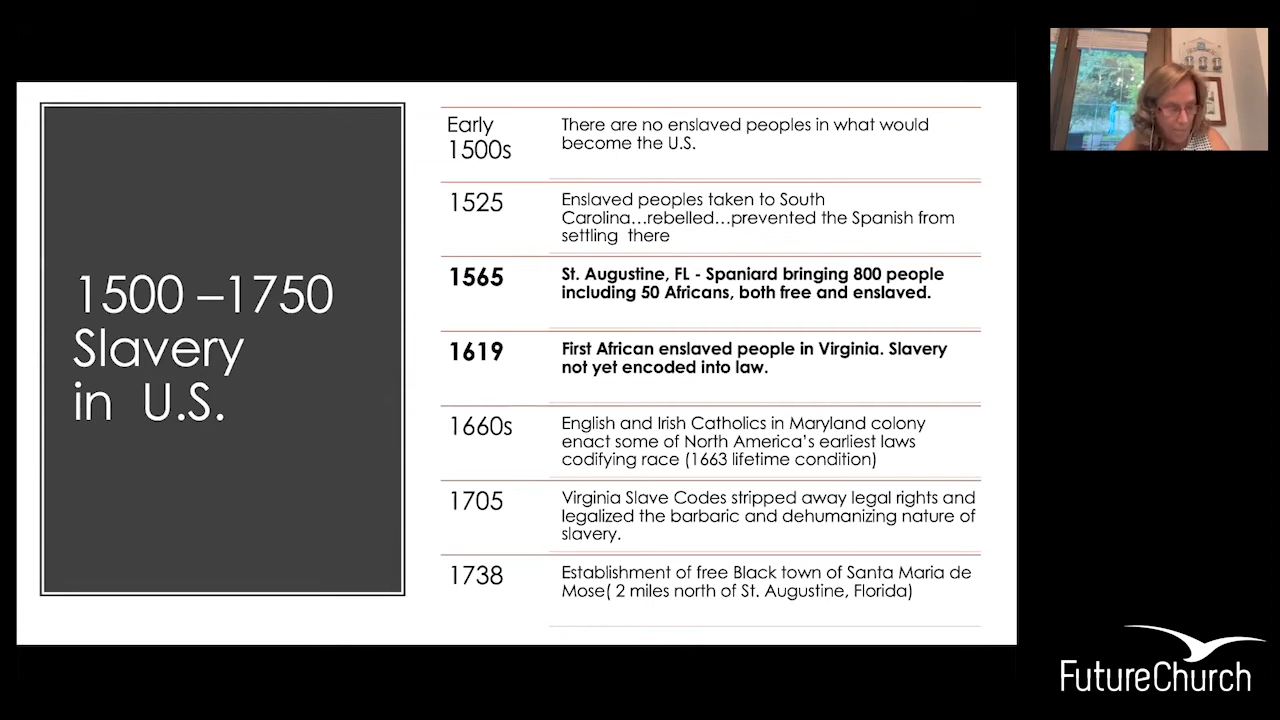 1500 –1750
Slavery
in U.S.
Early
1500s
There are no enslaved peoples in what would
become the U.S.
1525
Enslaved peoples taken to South
Carolina…rebelled…prevented the Spanish from
settling there
1565
St. Augustine, FL - Spaniard bringing 800 people
including 50 Africans, both free and enslaved.
1619
First African enslaved people in Virginia. Slavery
not yet encoded into law.
1660s
English and Irish Catholics in Maryland colony
enact some of North America's earliest laws
codifying race (1663 lifetime condition)
1705
Virginia Slave Codes stripped away legal rights and
legalized the barbaric and dehumanizing nature of
slavery.
1738
Establishment of free Black town of Santa Maria de
Mose( 2 miles north of St. Augustine, Florida)
FutureChurch